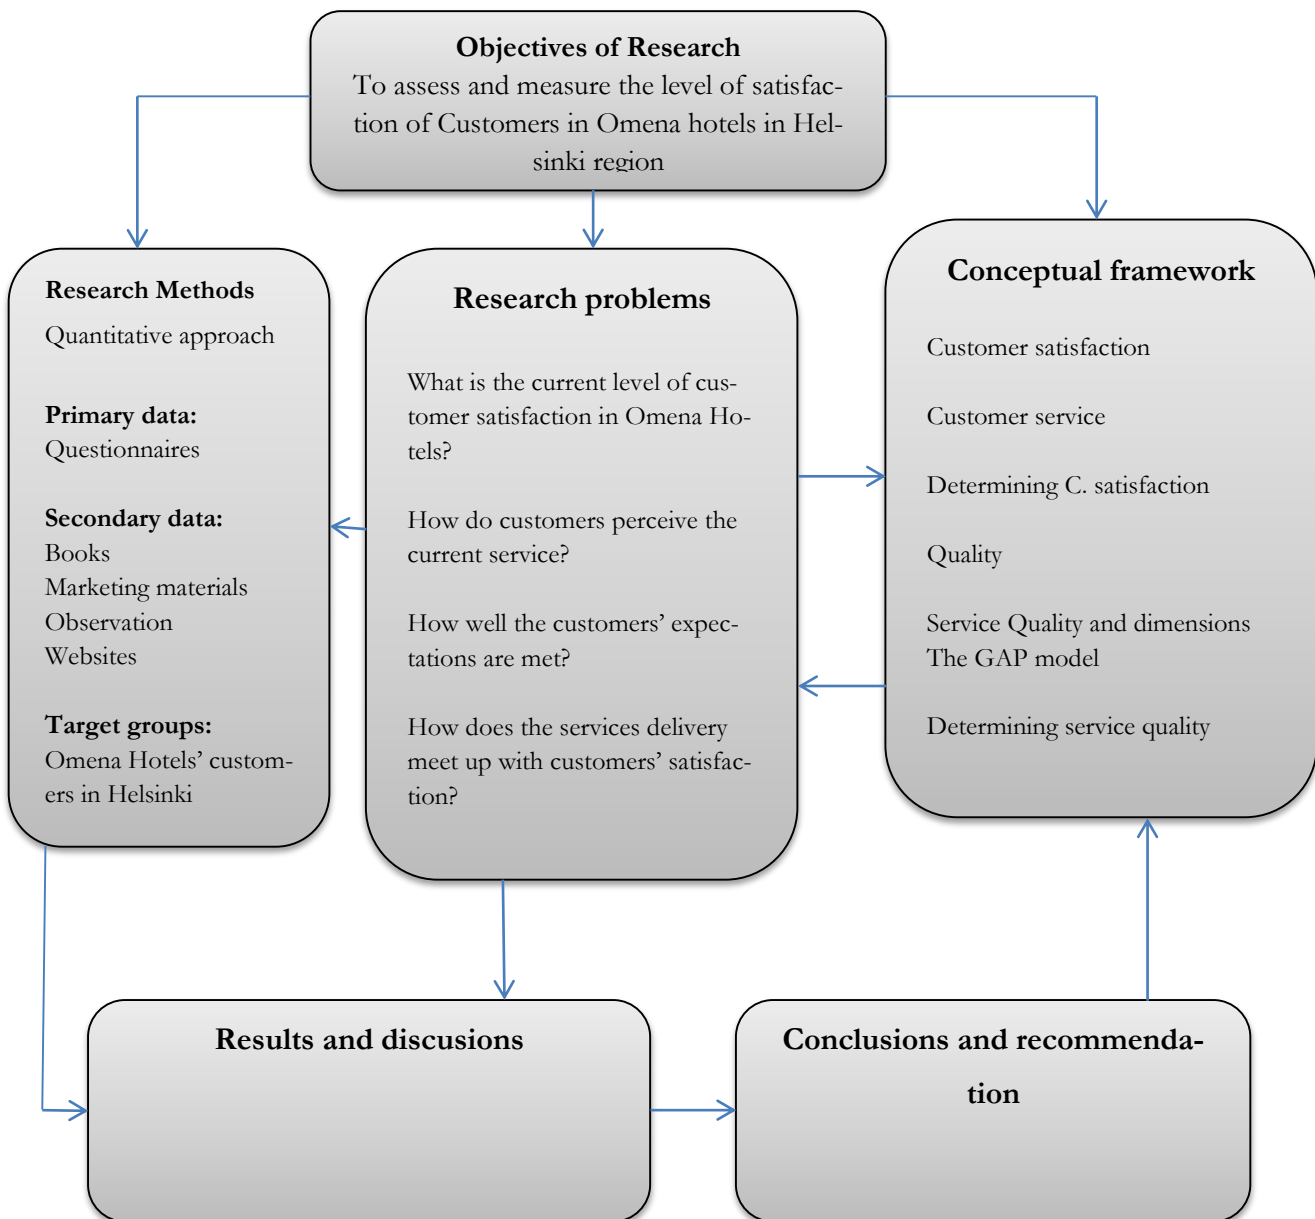 Objectives of Research
To assess and measure the level of satisfac-
tion of Customers in Omena hotels in Hel-
sinki region
Research Methods
Quantitative approach
Primary data:
Questionnaires
Secondary data:
Books
Marketing materials
Observation
Websites
Target groups:
Omena Hotels’ custom-
ers in Helsinki
Research problems
What is the current level of cus-
tomer satisfaction in Omena Ho-
tels?
How do customers perceive the
current service?
How well the customers’ expec-
tations are met?
How does the services delivery
meet up with customers’ satisfac-
tion?
Conceptual framework
Customer satisfaction
Customer service
Determining C. satisfaction
Quality
Service Quality and dimensions
The GAP model
Determining service quality
Results and discusions
Conclusions and recommenda-
tion